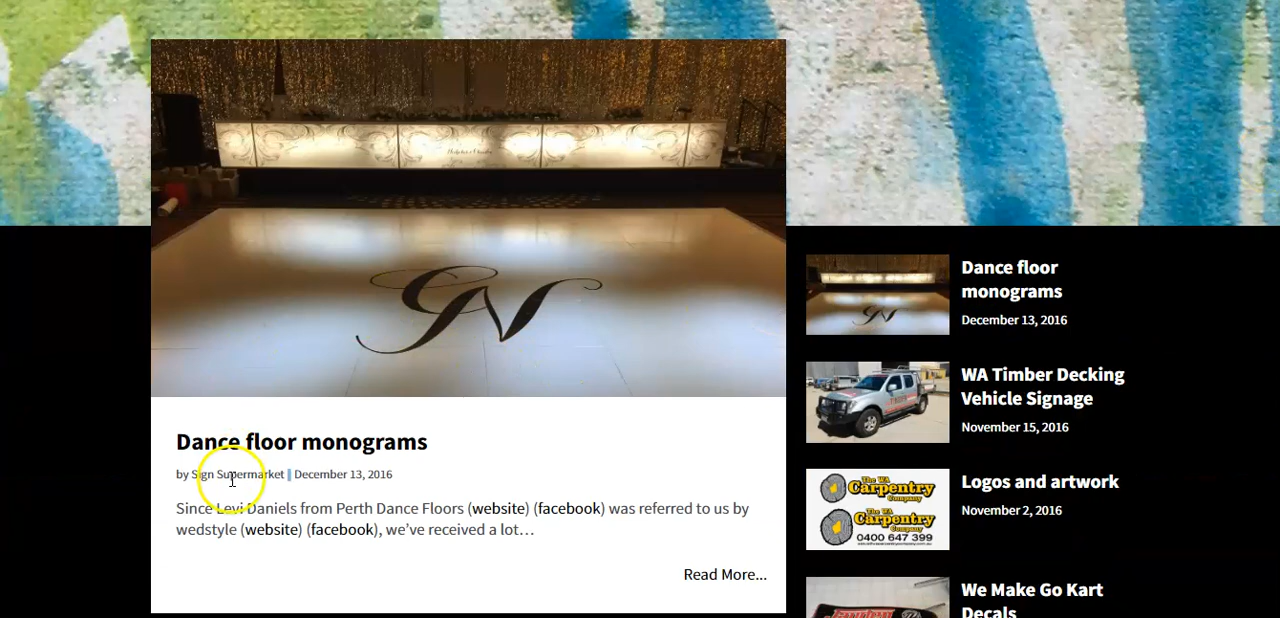 GN
Dance floor monograms
by Sign Supermarket | December 13, 2016
Since Levi Daniels from Perth Dance Floors (website) (facebook) was referred to us by
wedstyle (website) (facebook), we’ve received a lot…
Read More...
Dance floor
monograms
December 13, 2016
WA Timber Decking
Vehicle Signage
November 15, 2016
The WA
Carpentry
Company
The WA
Carpentry
Company
0400 647 399
Logos and artwork
November 2, 2016
We Make Go Kart
Decals